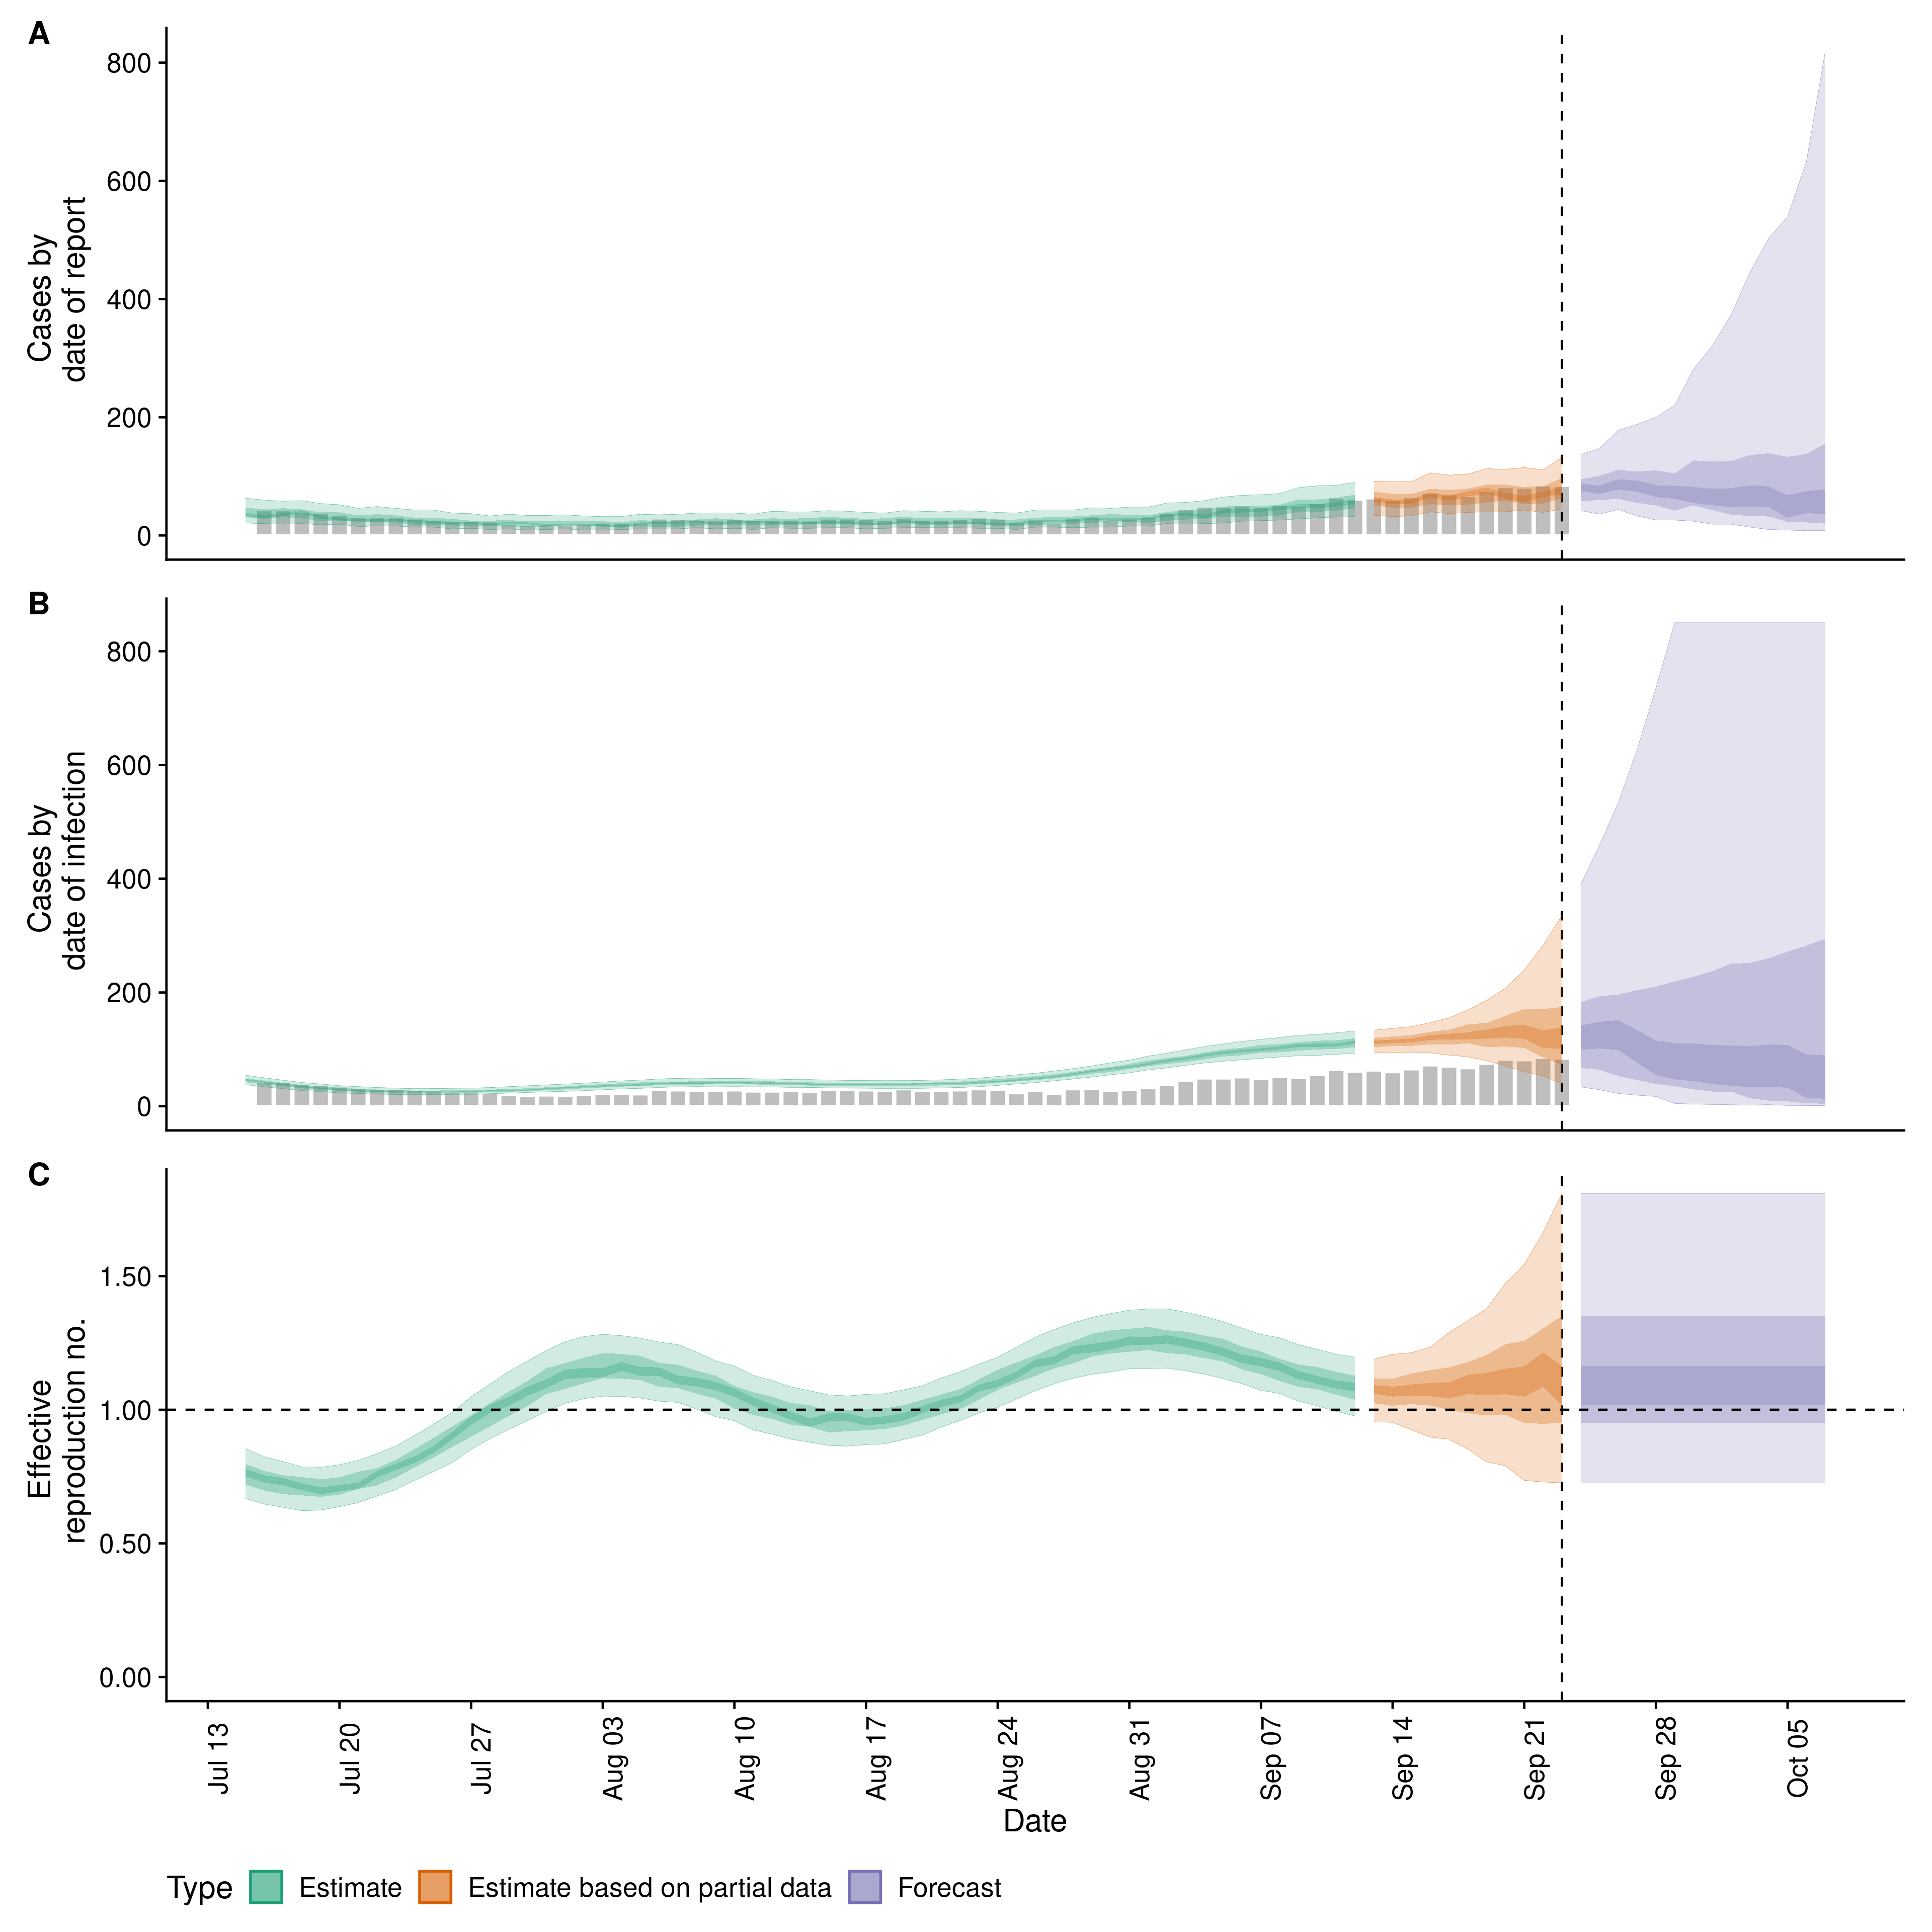 A
Cases by
date of report
800
600
400
200
0
B
Cases by
date of infection
800
600
400
200
0
C
Effective
reproduction no.
1.50
1.00
0.50
0.00
Jul 13
Jul 20
Jul 27
Aug 03
Aug 10
Aug 17
Aug 24
Aug 31
Sep 07
Sep 14
Sep 21
Sep 28
Oct 05
Date
Type Estimate Estimate based on partial data Forecast